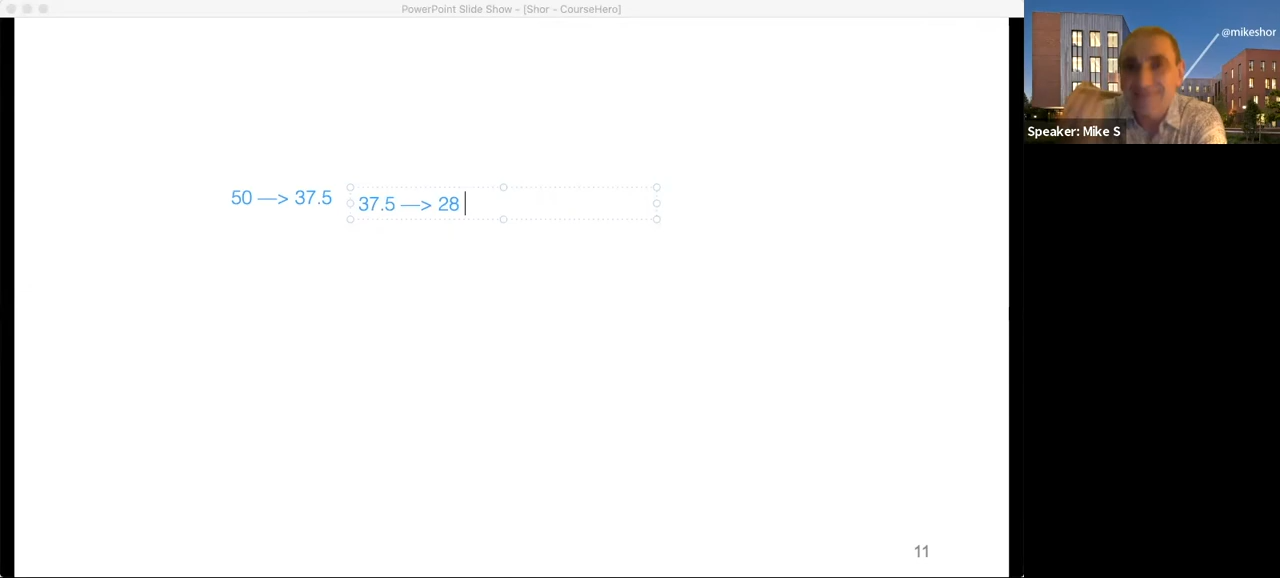 PowerPoint Slide Show – [Shor – CourseHero]
@mikeshor
Speaker: Mike S
50 —> 37.5
37.5 —> 28
11